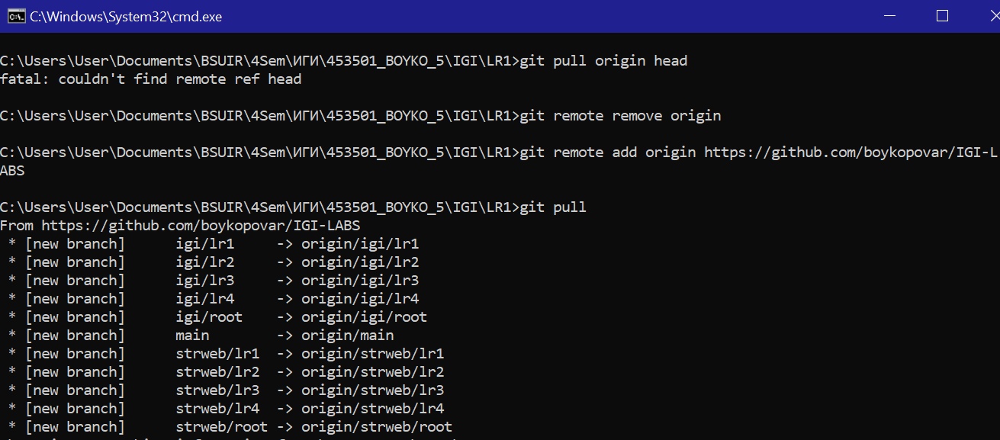 C:\Windows\System32\cmd.exe
C:\Users\User\Documents\BSUIR\4Sem\ИГИ\453501_BOYKO_5\IGI\LR1>git pull origin head
fatal: couldn't find remote ref head
C:\Users\User\Documents\BSUIR\4Sem\ИГИ\453501_BOYKO_5\IGI\LR1>git remote remove origin
C:\Users\User\Documents\BSUIR\4Sem\ИГИ\453501_BOYKO_5\IGI\LR1>git remote add origin https://github.com/boykopovar/IGI-L
ABS
C:\Users\User\Documents\BSUIR\4Sem\ИГИ\453501_BOYKO_5\IGI\LR1>git pull
From https://github.com/boykopovar/IGI-LABS
* [new branch] igi/lr1 -> origin/igi/lr1
* [new branch] igi/lr2 -> origin/igi/lr2
* [new branch] igi/lr3 -> origin/igi/lr3
* [new branch] igi/lr4 -> origin/igi/lr4
* [new branch] igi/root -> origin/igi/root
* [new branch] main -> origin/main
* [new branch] strweb/lr1 -> origin/strweb/lr1
* [new branch] strweb/lr2 -> origin/strweb/lr2
* [new branch] strweb/lr3 -> origin/strweb/lr3
* [new branch] strweb/lr4 -> origin/strweb/lr4
* [new branch] strweb/root -> origin/strweb/root